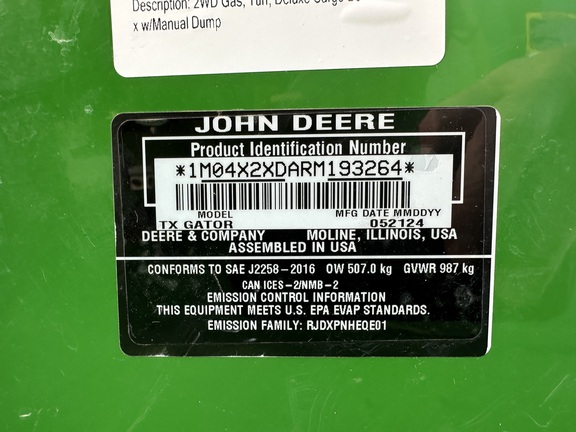 Description: 2WD Gas, Turf, Deluxe Cargo
x w/Manual Dump
JOHN DEERE
Product Identification Number
*1M04X2XDARM193264*
MODEL MFG DATE MMDDYY
TX GATOR 052124
DEERE & COMPANY MOLINE, ILLINOIS, USA
ASSEMBLED IN USA
CONFORMS TO SAE J2258-2016 OW 507.0 kg GVWR 987 kg
CAN ICES-2/NMB-2
EMISSION CONTROL INFORMATION
THIS EQUIPMENT MEETS U.S. EPA EVAP STANDARDS.
EMISSION FAMILY: RJDXPNHEQE01